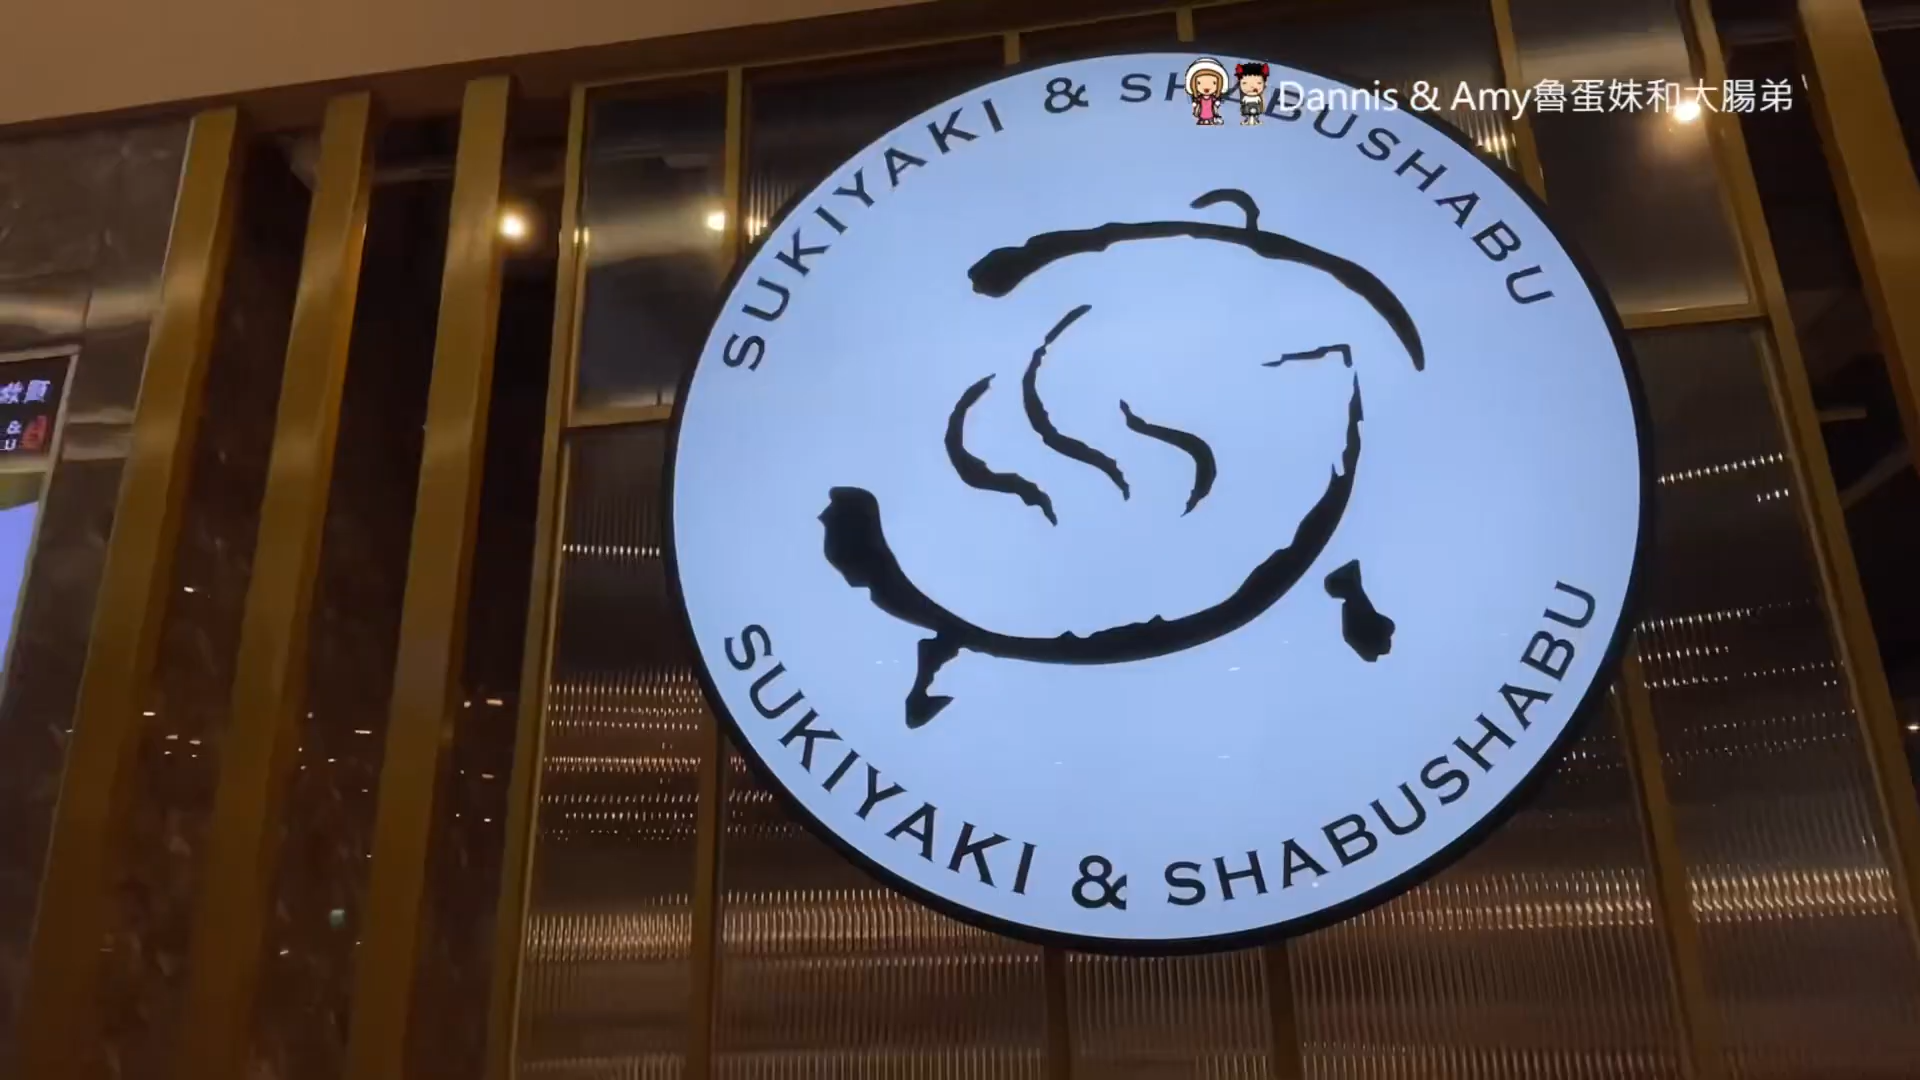 Dannis & Amy魯蛋妹和大腸弟
SUKIYAKI & SHABUSHABU
SUKIYAKI & SHABUSHABU
&
U